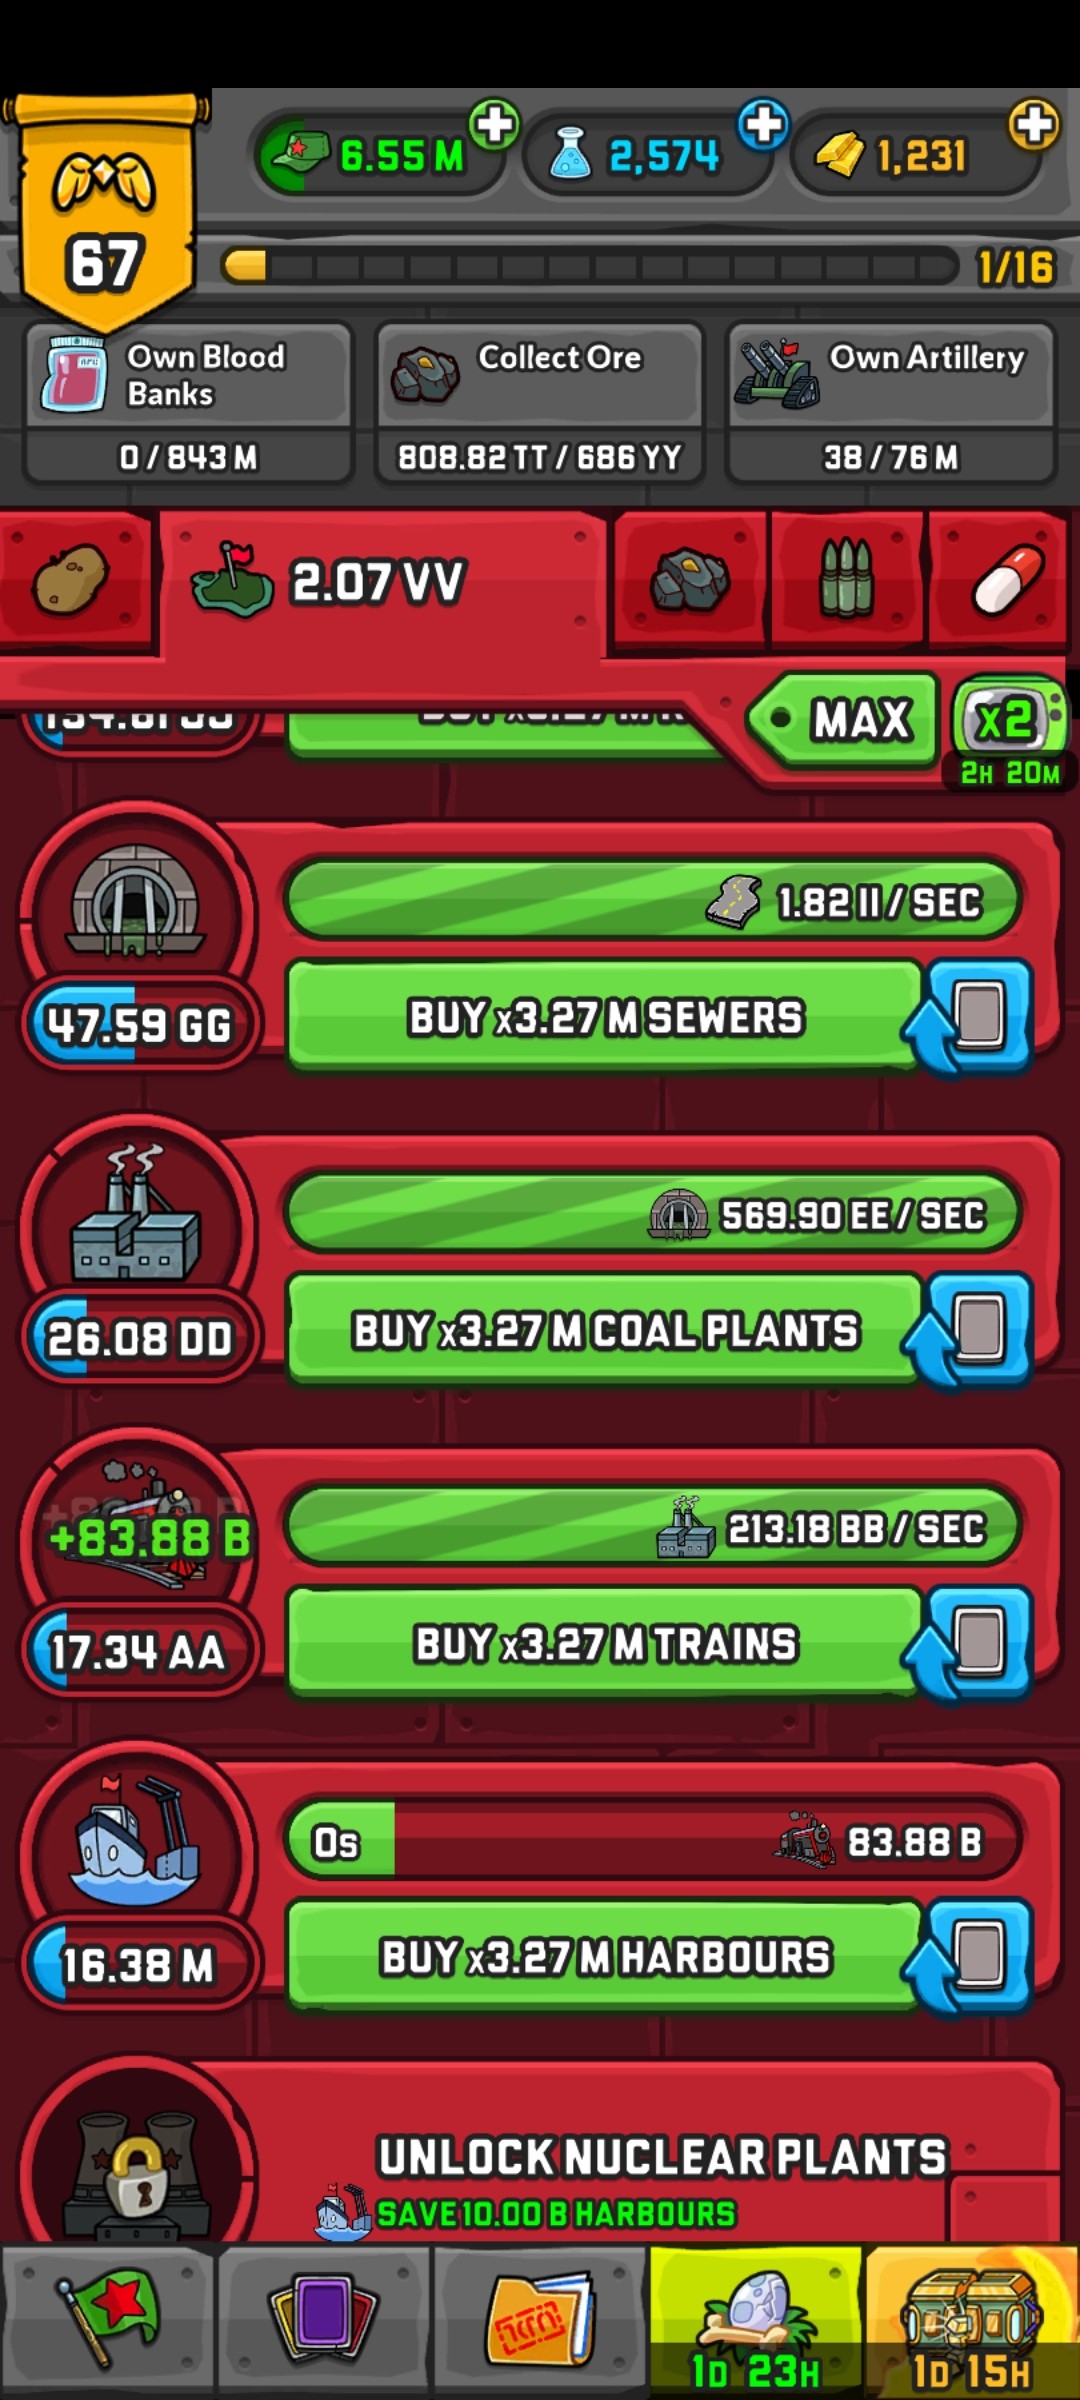 67
6.55 M
2,574
1,231
1/16
Own Blood
Banks
0 / 843 M
Collect Ore
808.82 TT / 686 YY
Own Artillery
38 / 76 M
2.07 VV
MAX
x2
2H 20M
1.82 II / SEC
47.59 GG
BUY x3.27 M SEWERS
569.90 EE / SEC
26.08 DD
BUY x3.27 M COAL PLANTS
+83.88 B
213.18 BB / SEC
17.34 AA
BUY x3.27 M TRAINS
0s
83.88 B
16.38 M
BUY x3.27 M HARBOURS
UNLOCK NUCLEAR PLANTS
SAVE 10.00 B HARBOURS
1D 23H
1D 15H